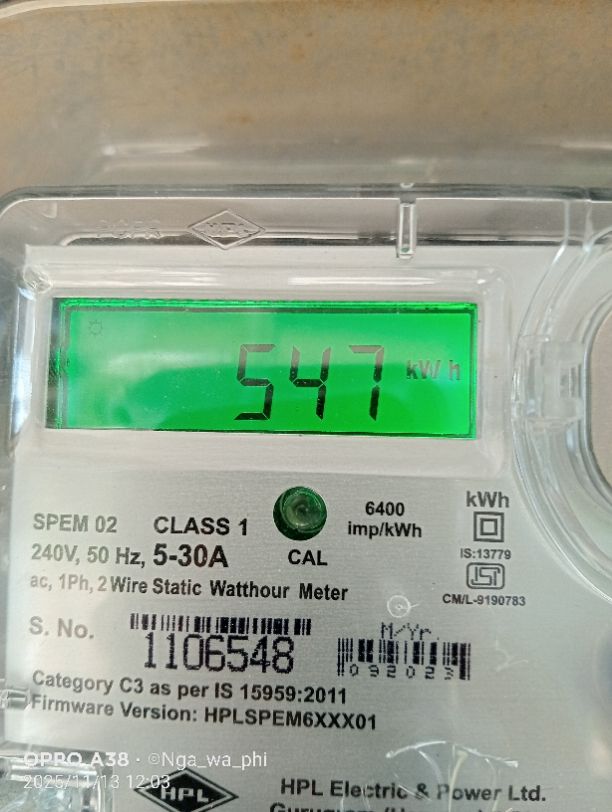 547 kWh
SPEM 02 CLASS 1
6400
imp/kWh
kWh
240V, 50 Hz, 5-30A
CAL
IS:13779
ac, 1Ph, 2 Wire Static Watthour Meter
ISI
CM/L-9190783
S. No.
1106548
M/Yr.
092023
Category C3 as per IS 15959:2011
Firmware Version: HPLSPEM6XXX01
OPPO A38 · ©Nga_wa_phi
2025/11/13 12:03
HPL
HPL Electric & Power Ltd.